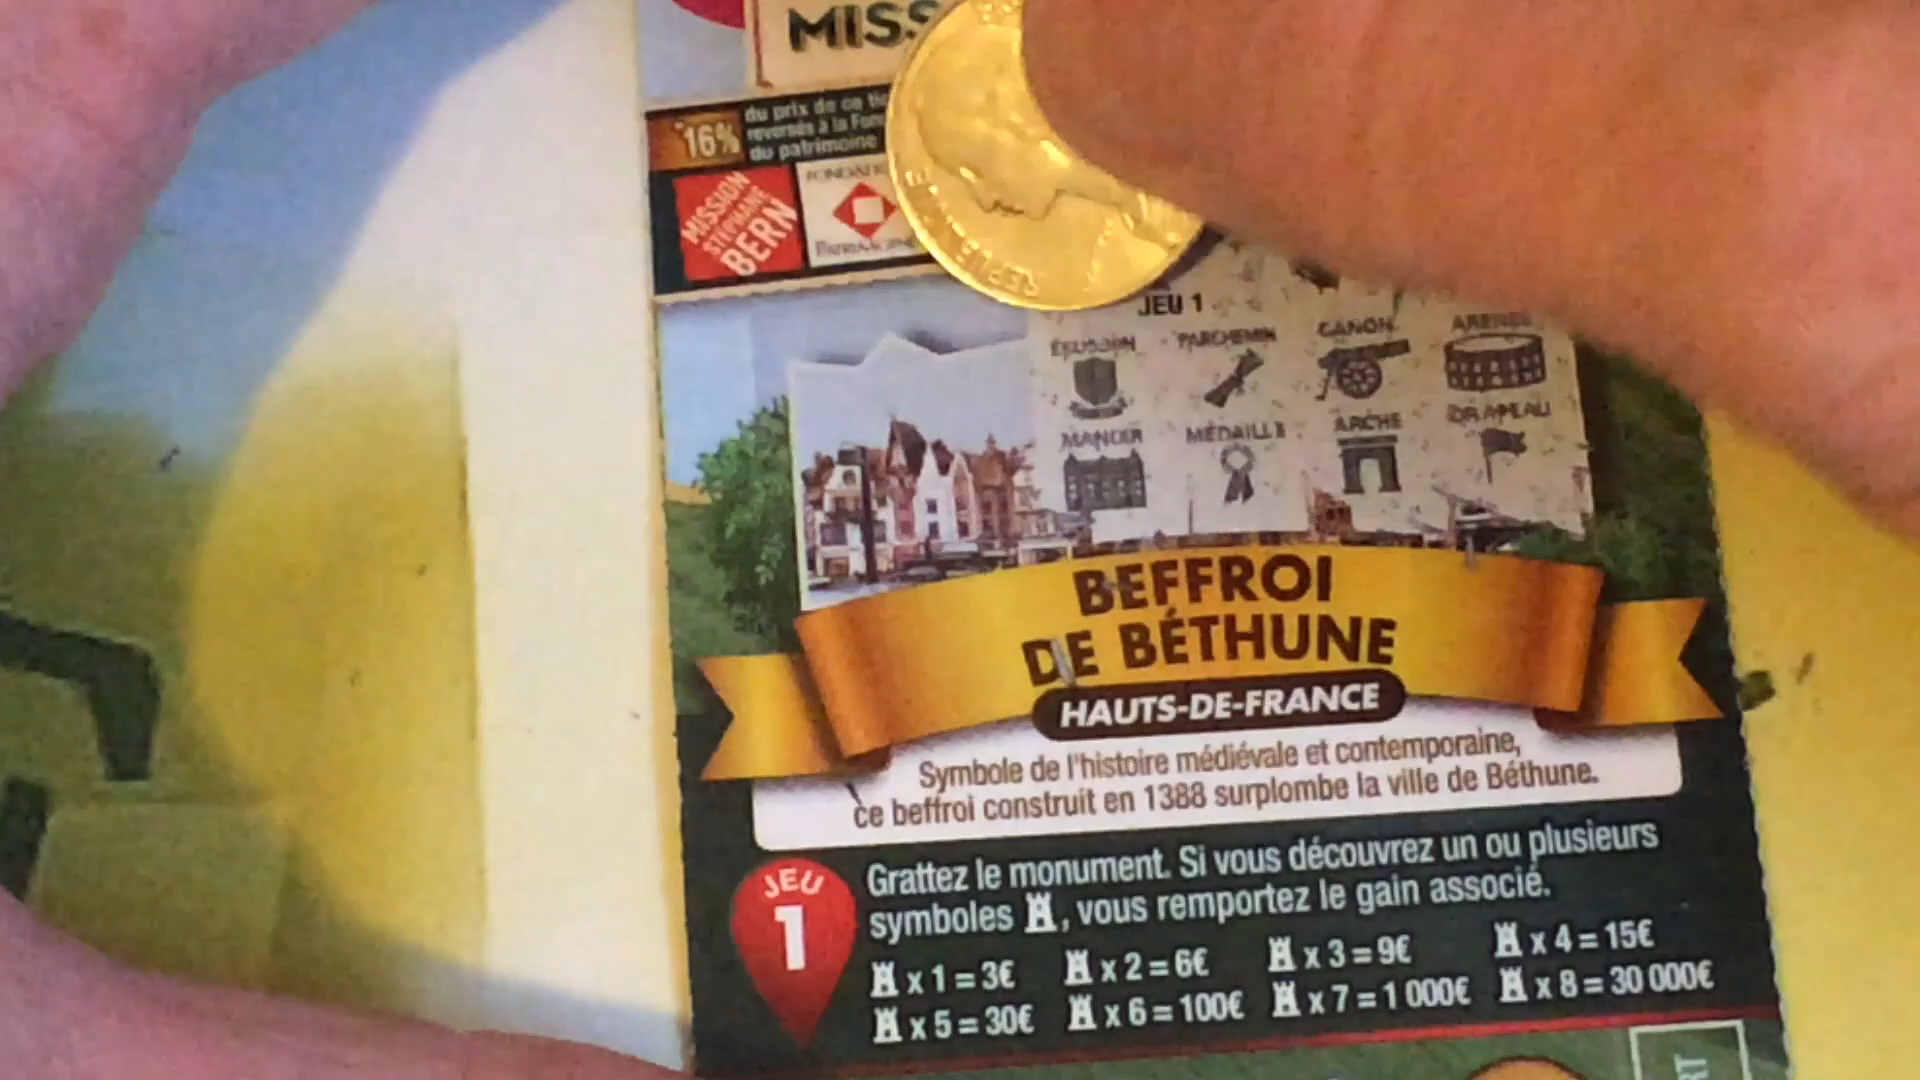 MISS
16%
du prix de ce
reversés à la
du patrimoine
MISSION
STÉPHANE
BERN
PATRIMOINE
JEU 1
ÉCUSSON PARCHEMIN CANON ARÈNES
MANOIR MÉDAILLE ARCHE DRAPEAU
BEFFROI
DE BÉTHUNE
HAUTS-DE-FRANCE
Symbole de l'histoire médiévale et contemporaine,
ce beffroi construit en 1388 surplombe la ville de Béthune.
JEU
1
Grattez le monument. Si vous découvrez un ou plusieurs
symboles , vous remportez le gain associé.
x 1 = 3€ x 2 = 6€ x 3 = 9€ x 4 = 15€
x 5 = 30€ x 6 = 100€ x 7 = 1 000€ x 8 = 30 000€